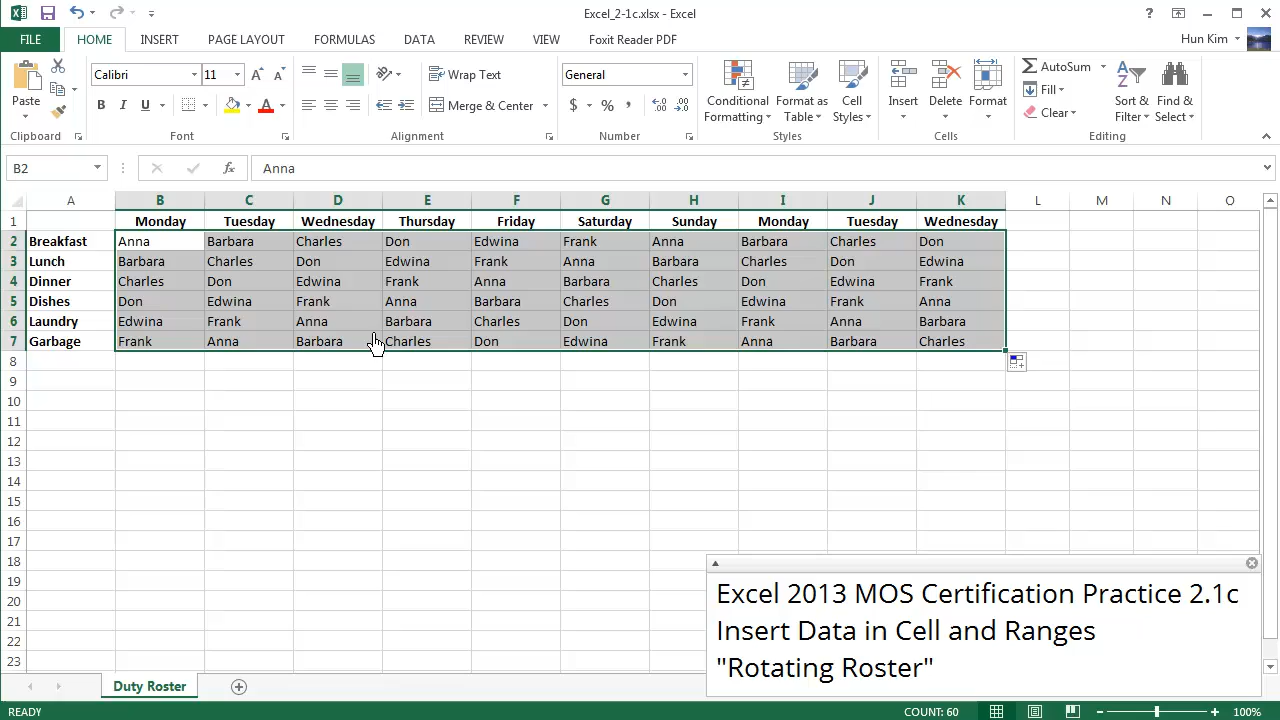 Excel_2-1c.xlsx - Excel
FILE HOME INSERT PAGE LAYOUT FORMULAS DATA REVIEW VIEW Foxit Reader PDF Hun Kim
Paste Calibri 11 Wrap Text General Conditional Formatting Format as Table Cell Styles Insert Delete Format AutoSum Fill Clear Sort & Filter Find & Select
B I U A Merge & Center $ % ,
Clipboard Font Alignment Number Styles Cells Editing
B2 fx Anna
A B C D E F G H I J K L M N O
1 Monday Tuesday Wednesday Thursday Friday Saturday Sunday Monday Tuesday Wednesday
2 Breakfast Anna Barbara Charles Don Edwina Frank Anna Barbara Charles Don
3 Lunch Barbara Charles Don Edwina Frank Anna Barbara Charles Don Edwina
4 Dinner Charles Don Edwina Frank Anna Barbara Charles Don Edwina Frank
5 Dishes Don Edwina Frank Anna Barbara Charles Don Edwina Frank Anna
6 Laundry Edwina Frank Anna Barbara Charles Don Edwina Frank Anna Barbara
7 Garbage Frank Anna Barbara Charles Don Edwina Frank Anna Barbara Charles
8
9
10
11
12
13
14
15
16
17
18
19
20
21
22
23
Excel 2013 MOS Certification Practice 2.1c
Insert Data in Cell and Ranges
"Rotating Roster"
Duty Roster
READY COUNT: 60 100%